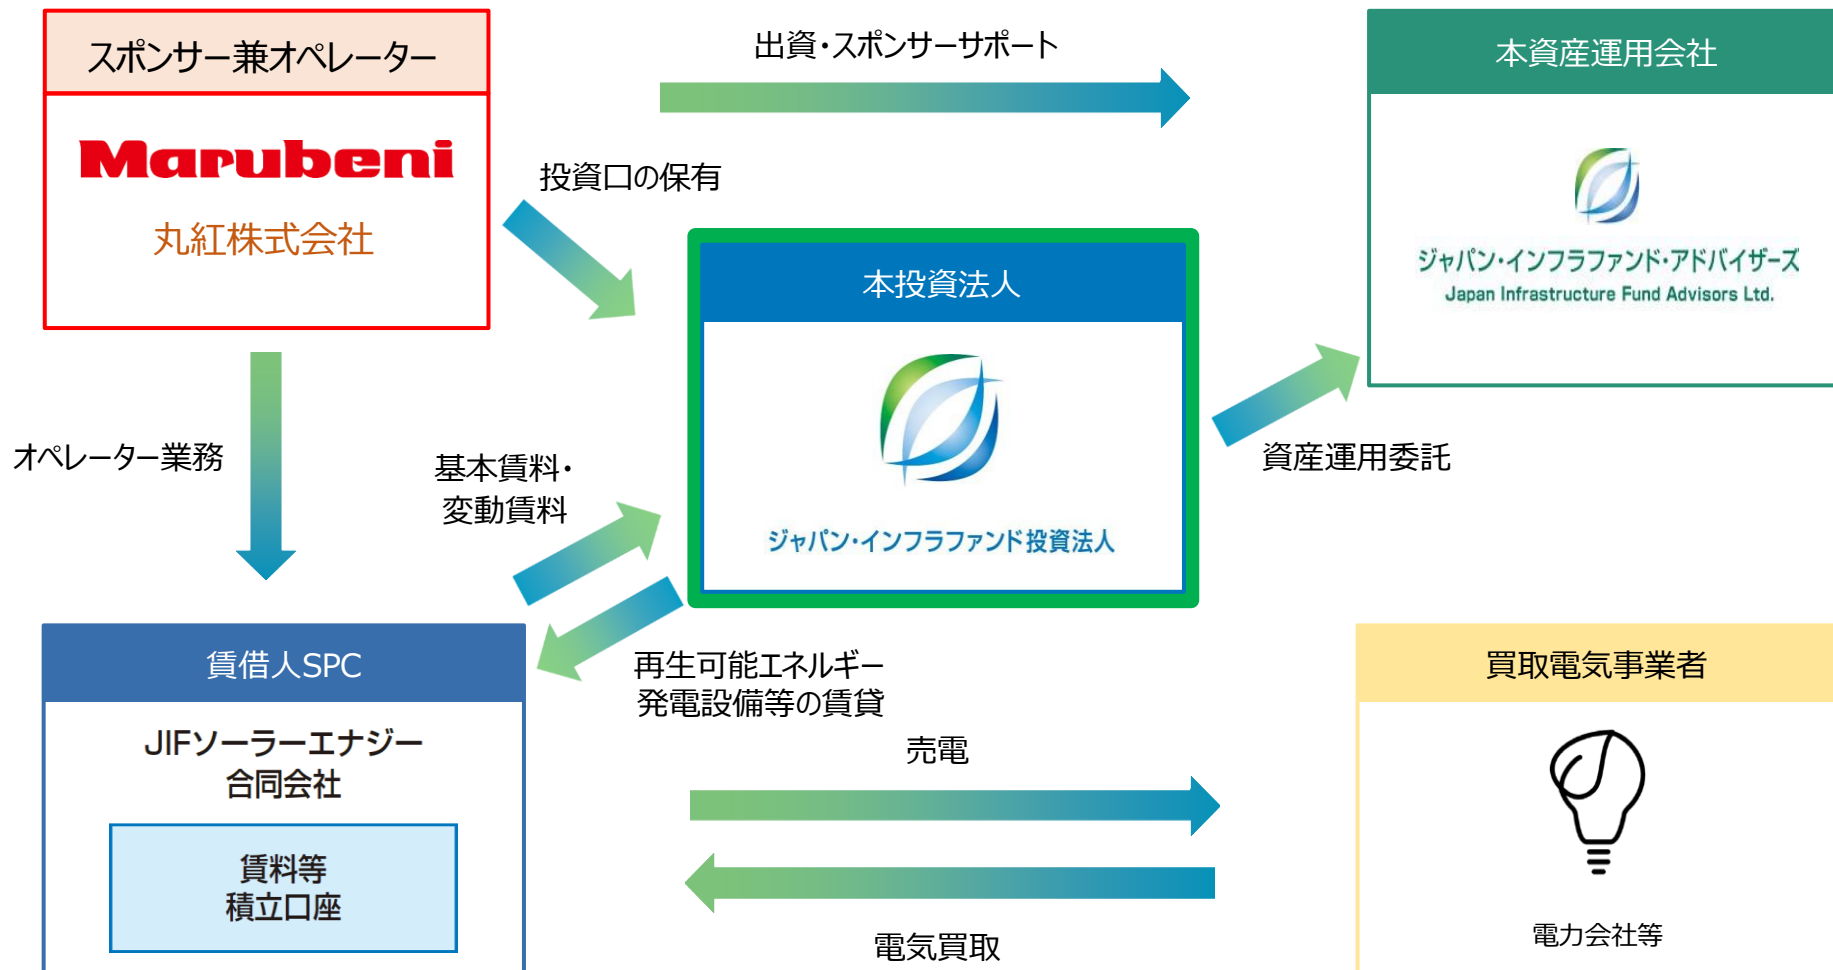 スポンサー兼オペレーター
Marubeni
丸紅株式会社
出資・スポンサーサポート
本資産運用会社
ジャパン・インフラファンド・アドバイザーズ
Japan Infrastructure Fund Advisors Ltd.
投資口の保有
本投資法人
ジャパン・インフラファンド投資法人
資産運用委託
オペレーター業務
基本賃料・
変動賃料
再生可能エネルギー
発電設備等の賃貸
賃借人SPC
JIFソーラーエナジー
合同会社
賃料等
積立口座
売電
電気買取
買取電気事業者
電力会社等